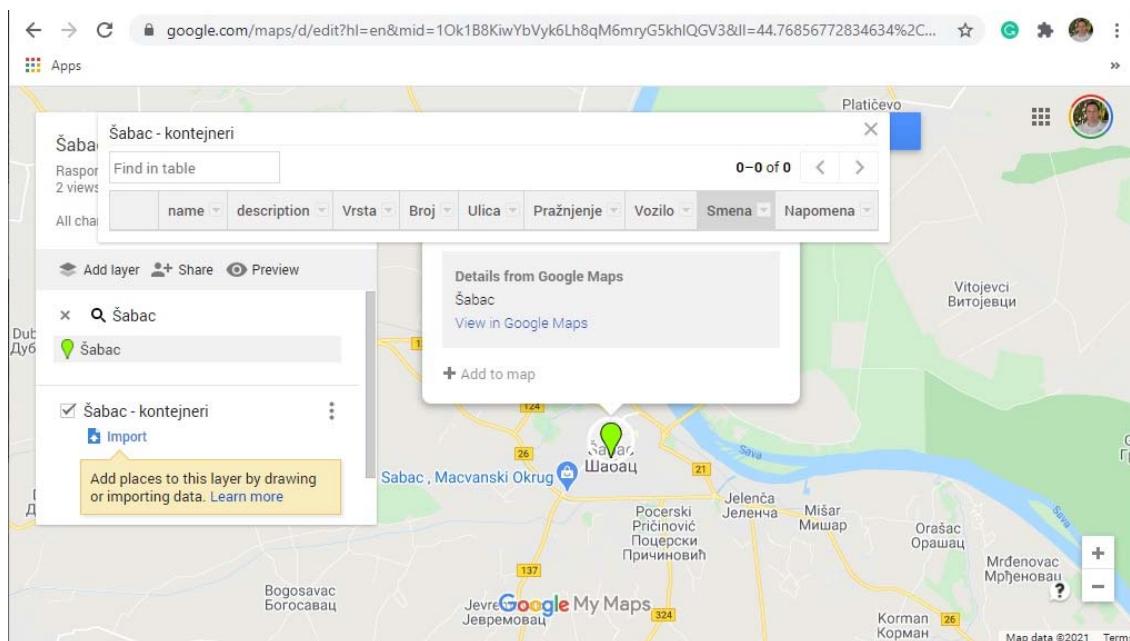 google.com/maps/d/edit?hl=en&mid=1Ok1B8KiwYbVyk6Lh8qM6mryG5khlQGV3&ll=44.76856772834634%2C...
Apps
»
Platičevo
Šabac - kontejneri
Šaba
Raspor
2 views
All cha
Find in table
0–0 of 0
name description Vrsta Broj Ulica Pražnjenje Vozilo Smena Napomena
Add layer Share Preview
Details from Google Maps
Šabac
View in Google Maps
Add to map
Vitojevci
Витојевци
Šabac
Šabac
Dub
Дуб
Šabac - kontejneri
Import
Add places to this layer by drawing
or importing data. Learn more
124
26
Šabac
Шабац
Sabac , Macvanski Okrug
21
Sava
Jelenča
Јеленча
Mišar
Мишар
Pocerski
Pričinović
Поцерски
Причиновић
Orašac
Орашац
Sava
Mrđenovac
Мрђеновац
137
Bogosavac
Богосавац
Jevre
Јевремовац
Google My Maps
324
Korman 26
Корман
+
?
−
Map data ©2021 Term